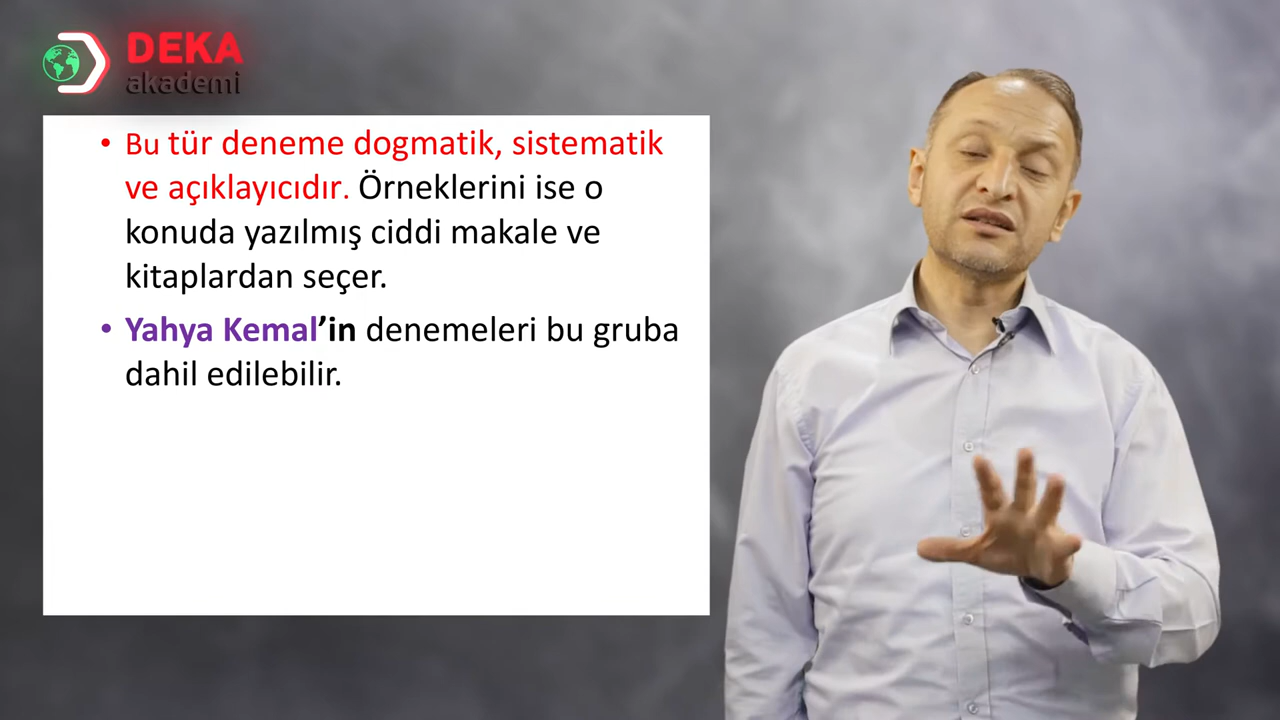 DEKA
akademi
• Bu tür deneme dogmatik, sistematik
ve açıklayıcıdır. Örneklerini ise o
konuda yazılmış ciddi makale ve
kitaplardan seçer.
• Yahya Kemal’in denemeleri bu gruba
dahil edilebilir.